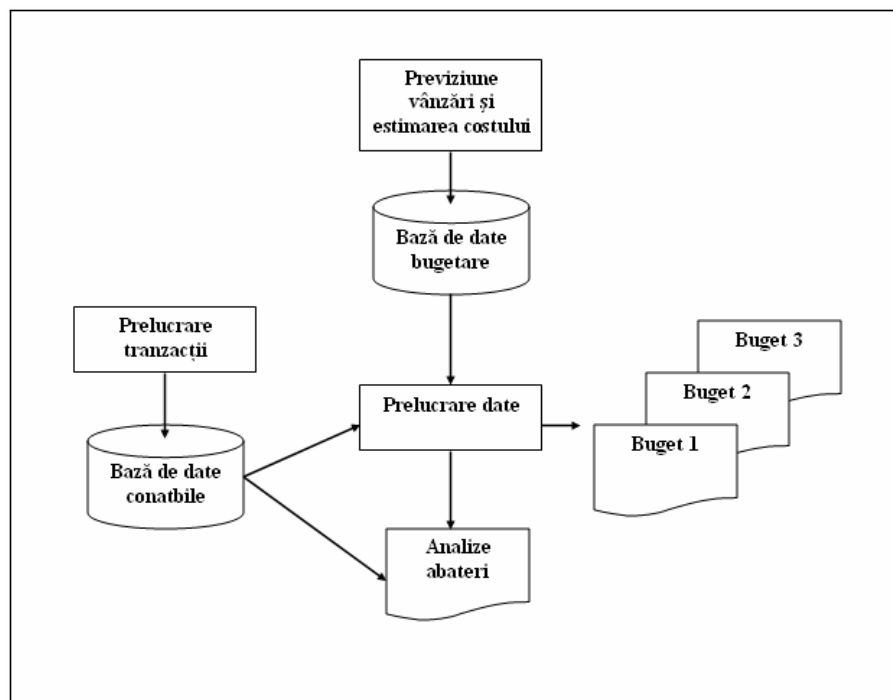 Previziune
vânzări și
estimarea costului
Bază de date
bugetare
Prelucrare
tranzacții
Buget 3
Buget 2
Prelucrare date
Buget 1
Bază de date
conatbile
Analize
abateri